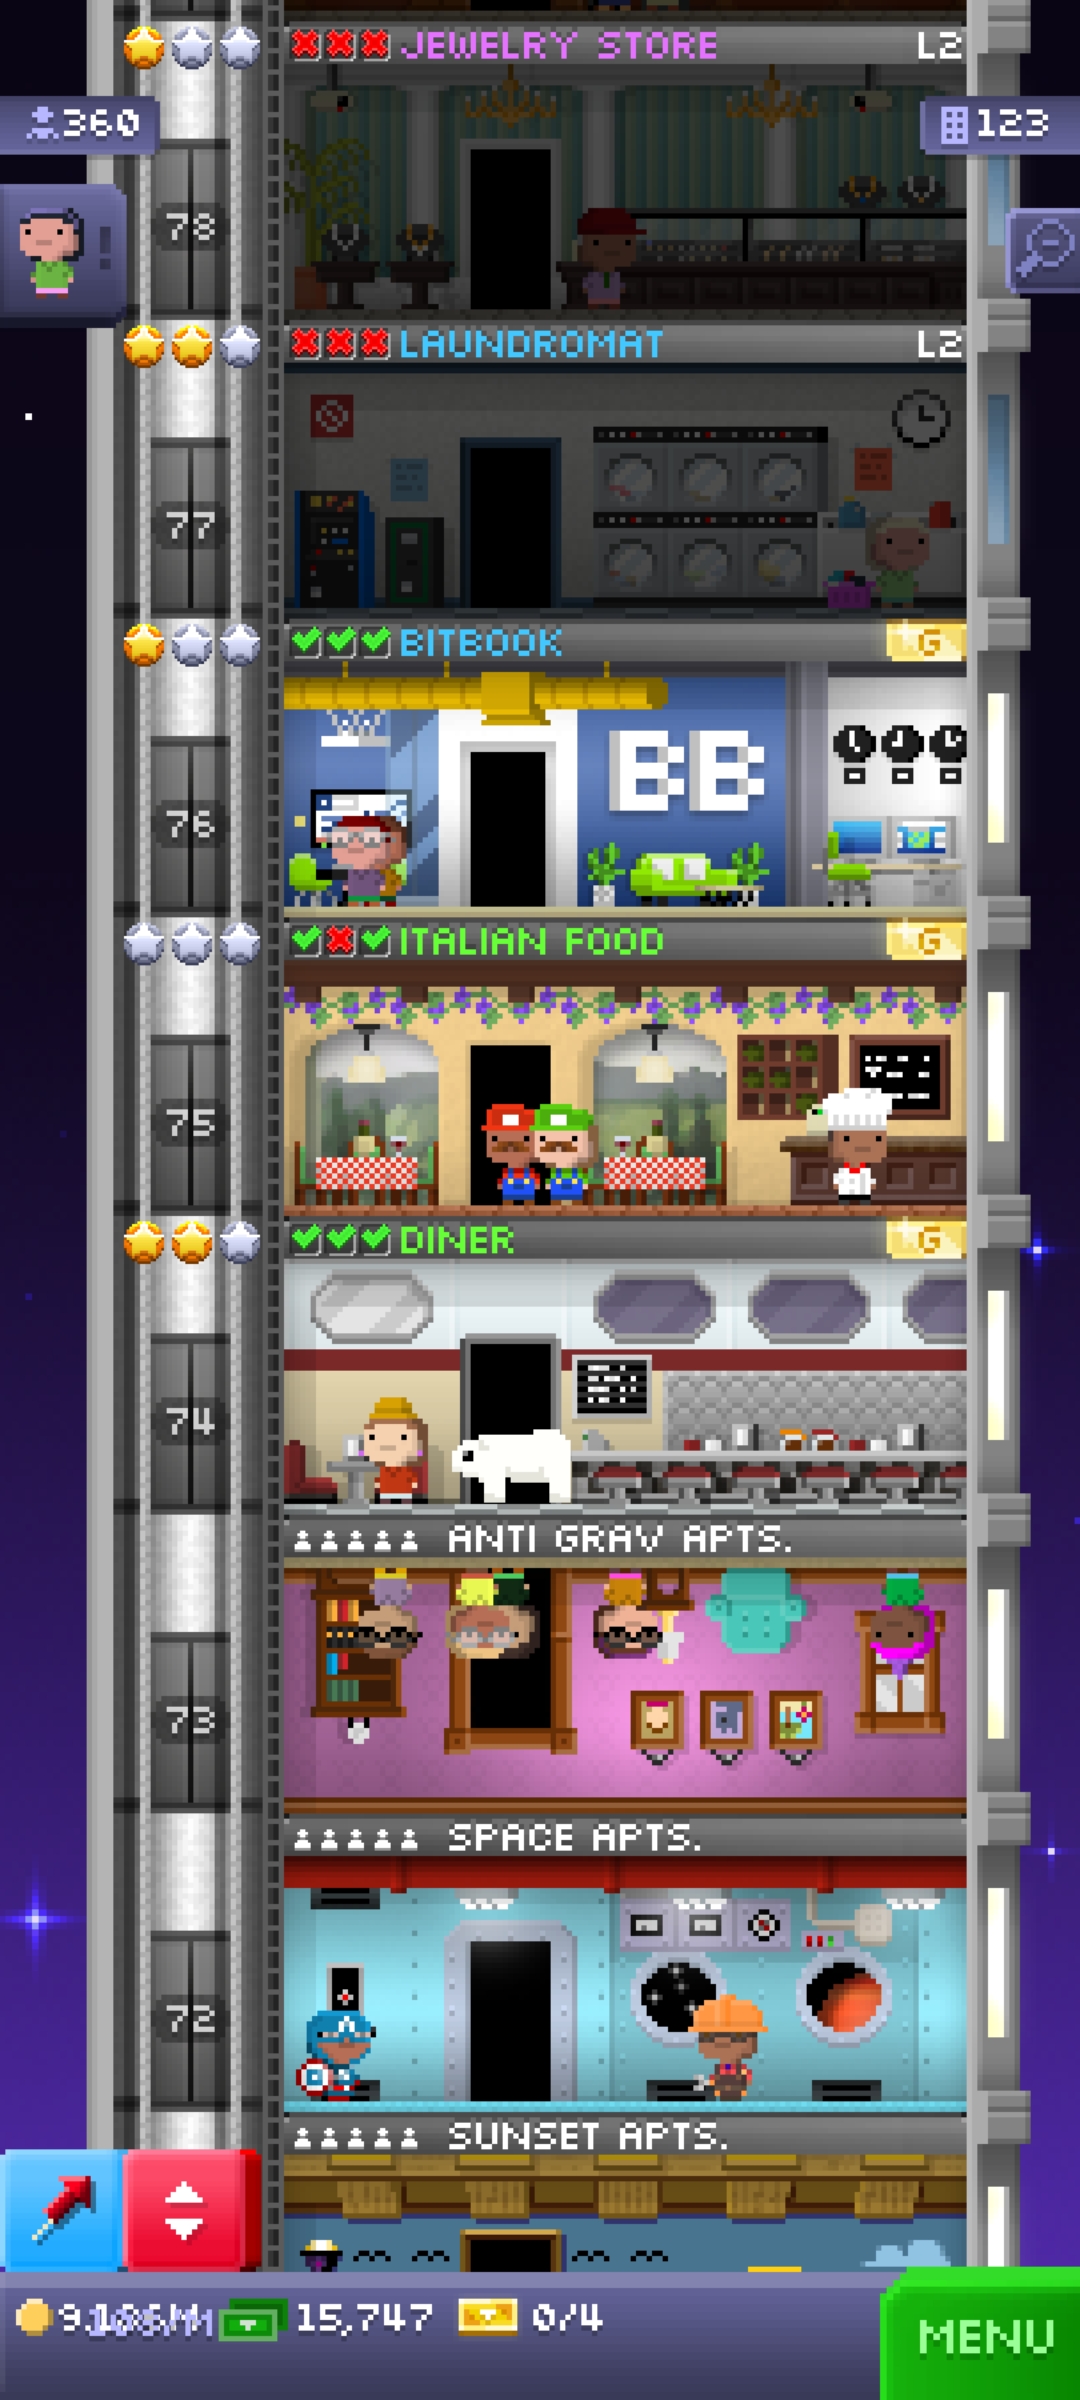 JEWELRY STORE L2
360
123
78
LAUNDROMAT L2
77
BITBOOK G
BB
76
ITALIAN FOOD G
75
DINER G
74
ANTI GRAV APTS.
73
SPACE APTS.
72
SUNSET APTS.
15,747 0/4
MENU